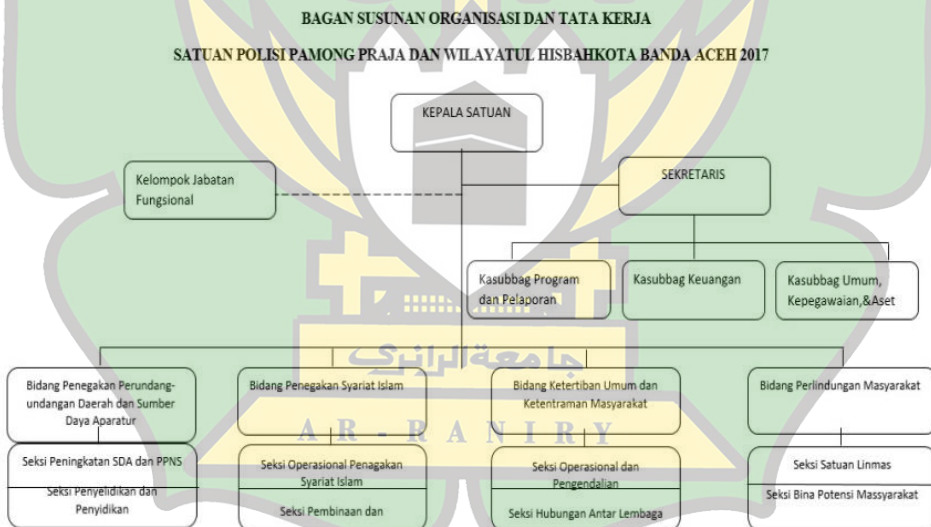 BAGAN SUSUNAN ORGANISASI DAN TATA KERJA
SATUAN POLISI PAMONG PRAJA DAN WILAYATUL HISBAHKOTA BANDA ACEH 2017
KEPALA SATUAN
Kelompok Jabatan
Fungsional
SEKRETARIS
Kasubbag Program
dan Pelaporan
Kasubbag Keuangan
Kasubbag Umum,
Kepegawaian,&Aset
جامعة الرانري
AR-RANIRY
Bidang Penegakan Perundang-
undangan Daerah dan Sumber
Daya Aparatur
Bidang Penegakan Syariat Islam
Bidang Ketertiban Umum dan
Ketentraman Masyarakat
Bidang Perlindungan Masyarakat
Seksi Peningkatan SDA dan PPNS
Seksi Penyelidikan dan
Penyidikan
Seksi Operasional Penagakan
Syariat Islam
Seksi Pembinaan dan
Seksi Operasional dan
Pengendalian
Seksi Hubungan Antar Lembaga
Seksi Satuan Linmas
Seksi Bina Potensi Massyarakat